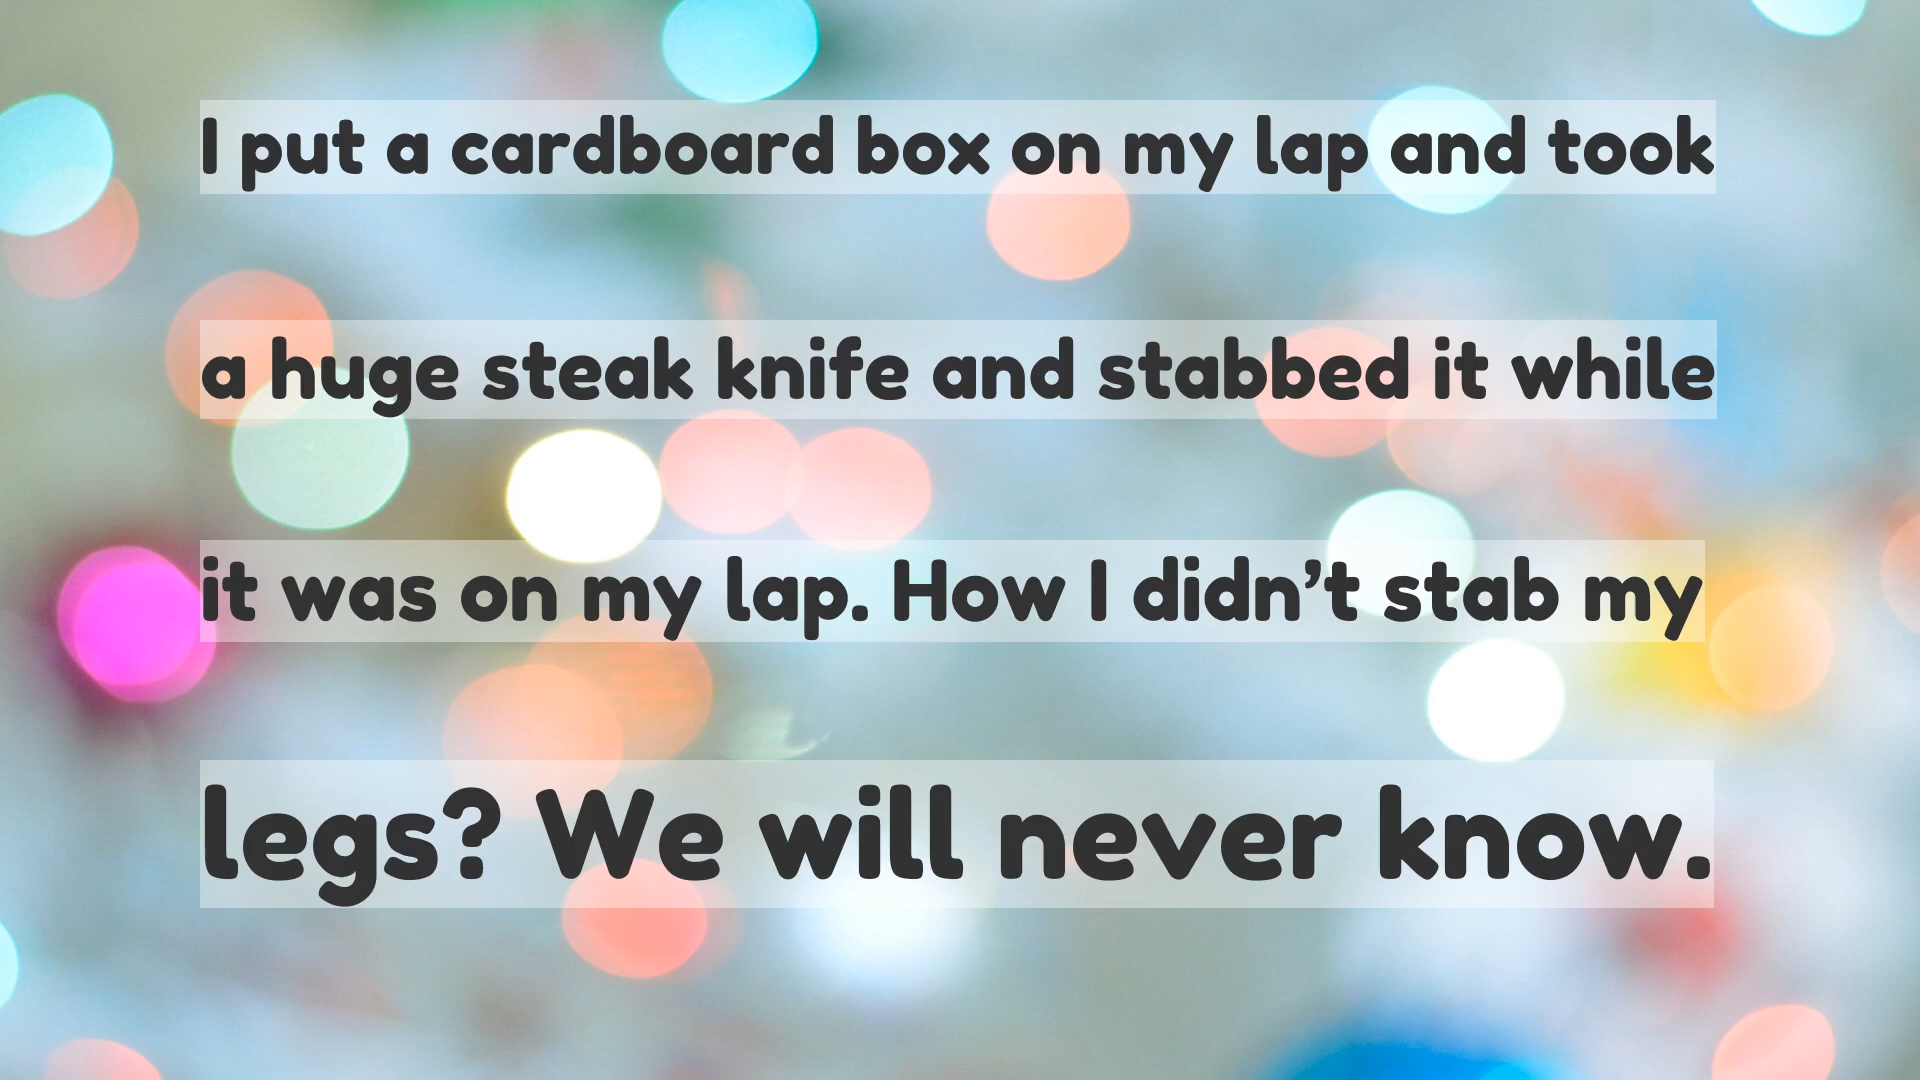 I put a cardboard box on my lap and took
a huge steak knife and stabbed it while
it was on my lap. How I didn’t stab my
legs? We will never know.